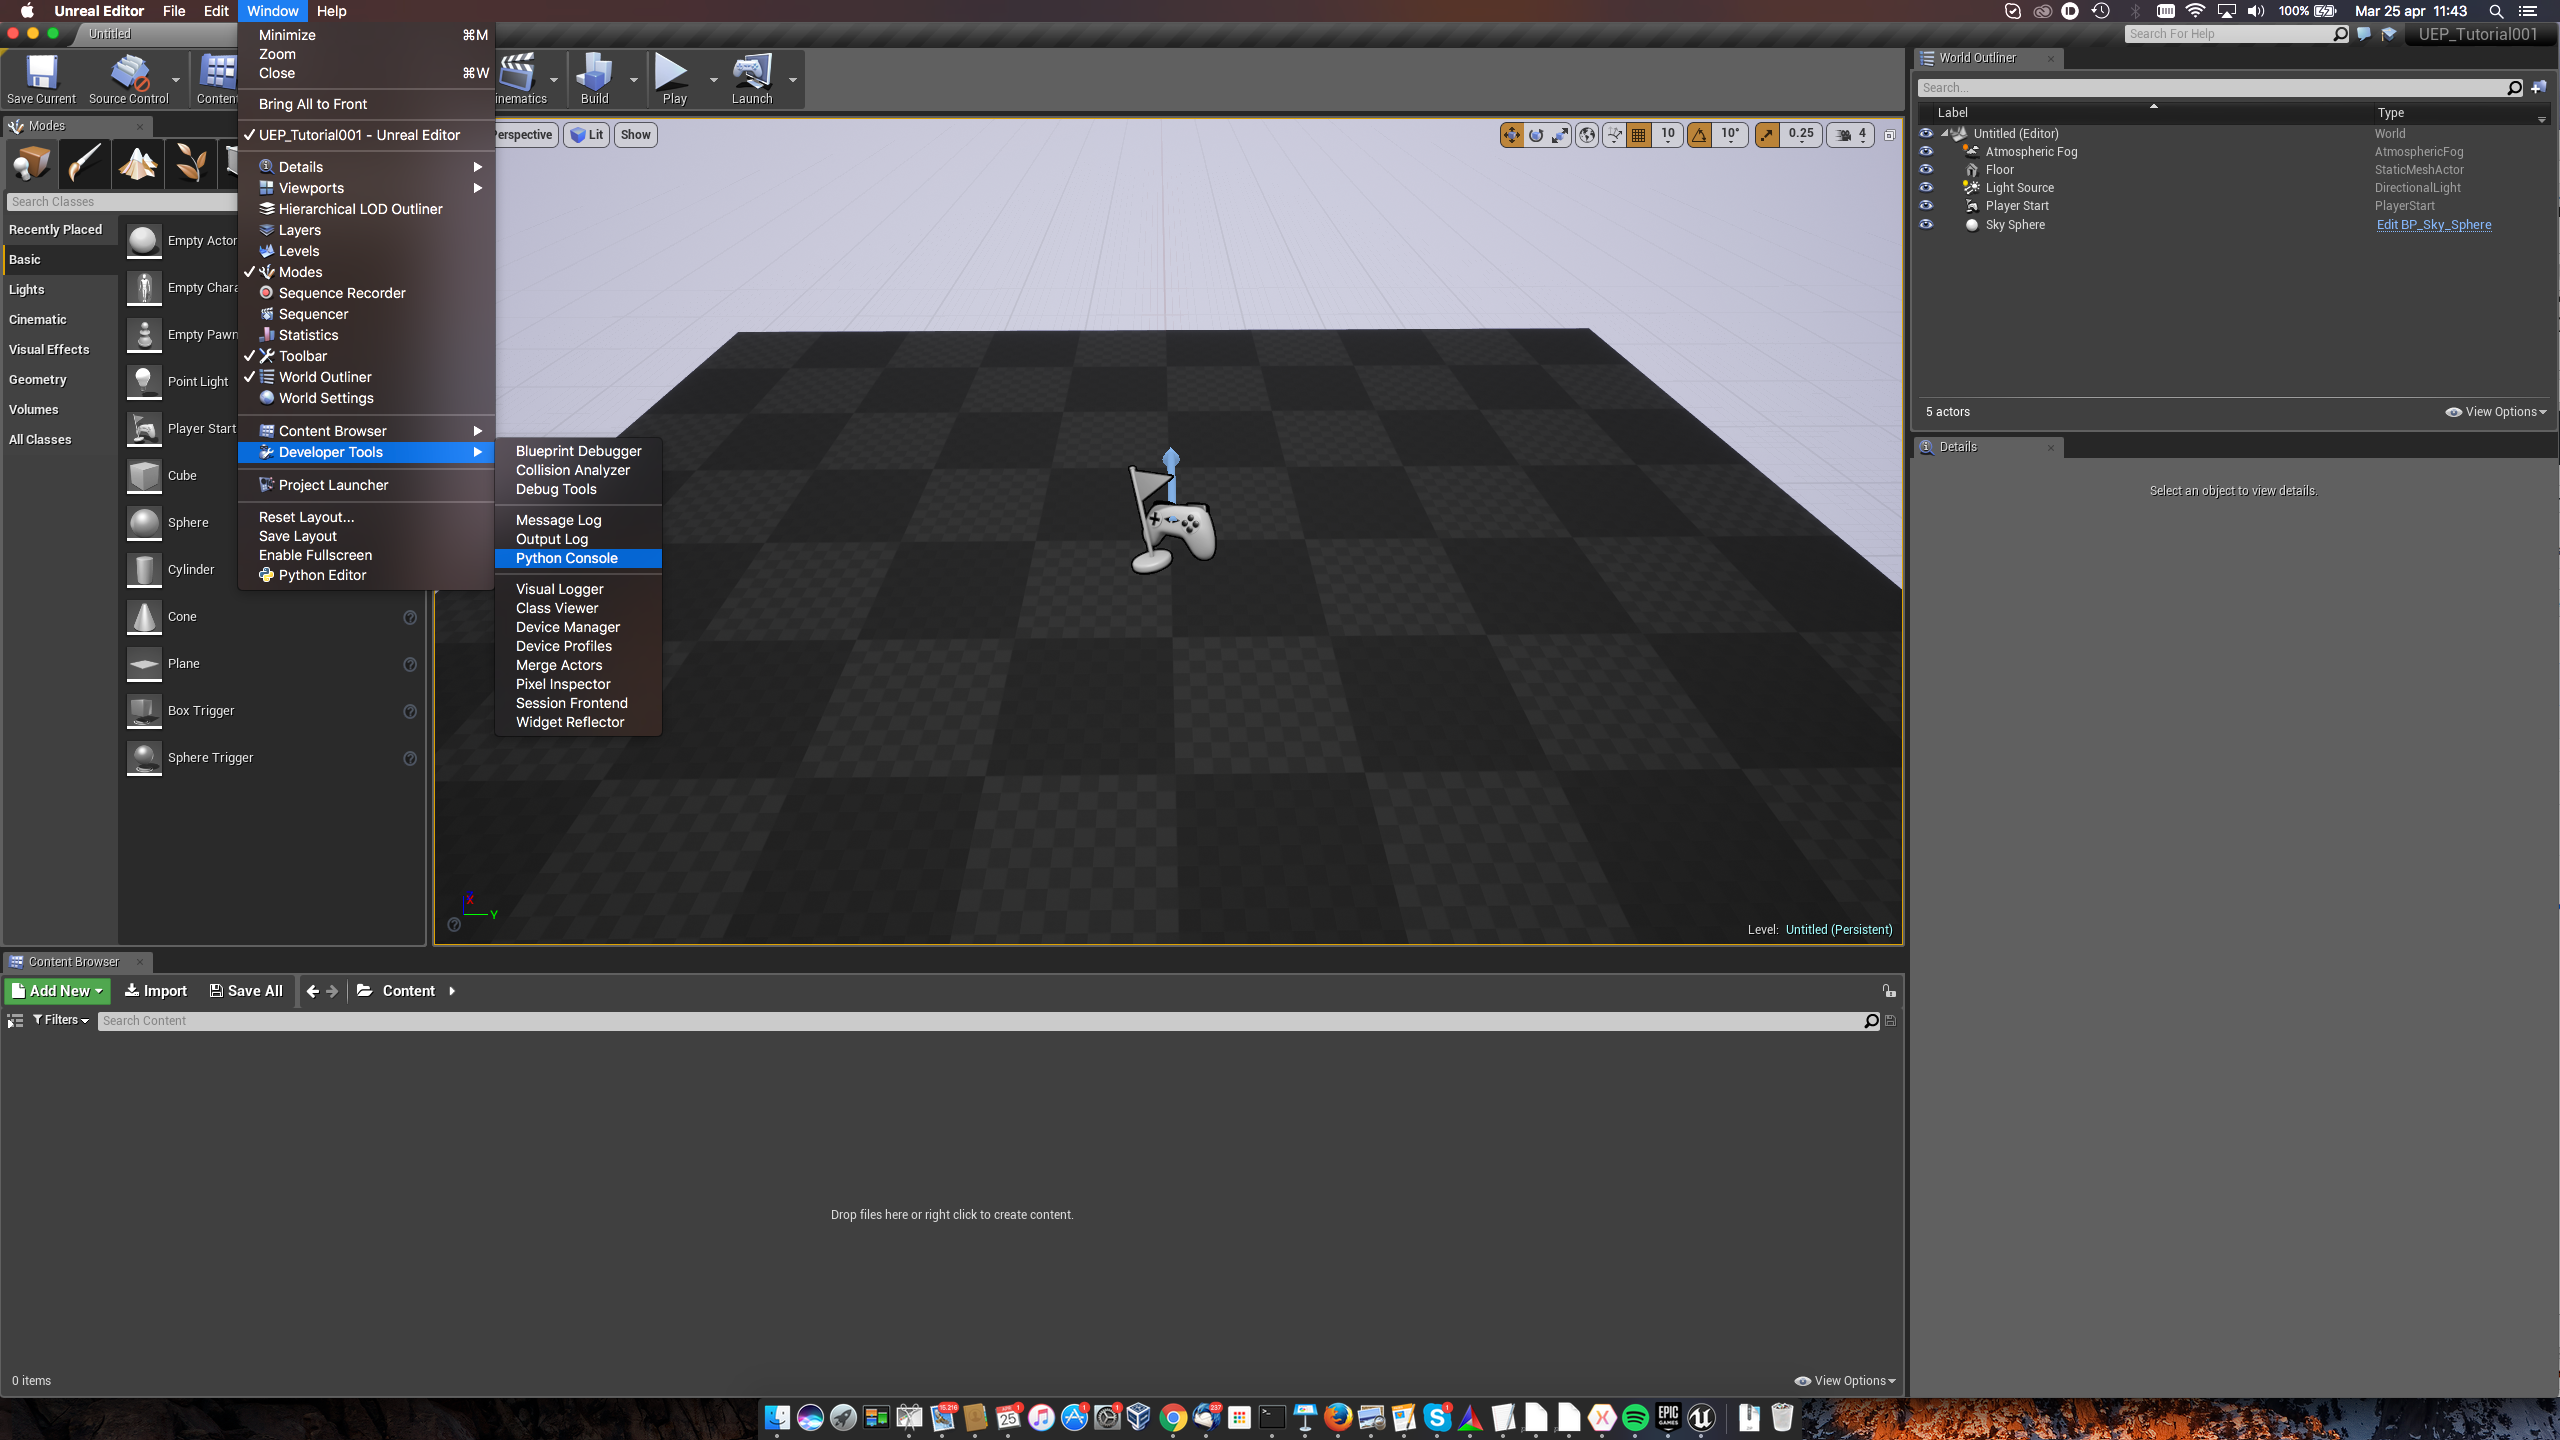 Unreal Editor File Edit Window Help
100% Mar 25 apr 11:43
Untitled
Search For Help
UEP_Tutorial001
Save Current
Source Control
Play
Build
Launch
Minimize ⌘M
Zoom
Close ⌘W
Bring All to Front
UEP_Tutorial001 - Unreal Editor
Details
Viewports
Hierarchical LOD Outliner
Layers
Levels
Modes
Sequence Recorder
Sequencer
Statistics
Toolbar
World Outliner
World Settings
Content Browser
Developer Tools
Project Launcher
Reset Layout...
Save Layout
Enable Fullscreen
Python Editor
Blueprint Debugger
Collision Analyzer
Debug Tools
Message Log
Output Log
Python Console
Visual Logger
Class Viewer
Device Manager
Device Profiles
Merge Actors
Pixel Inspector
Session Frontend
Widget Reflector
Modes
Search Classes
Recently Placed
Basic
Lights
Cinematic
Visual Effects
Geometry
Volumes
All Classes
Empty Actor
Empty Chara
Empty Pawn
Point Light
Player Start
Cube
Sphere
Cylinder
Cone
Plane
Box Trigger
Sphere Trigger
Perspective Lit Show
10 10° 0.25 4
X
Y
Level: Untitled (Persistent)
World Outliner
Search...
Label Type
Untitled (Editor) World
Atmospheric Fog AtmosphericFog
Floor StaticMeshActor
Light Source DirectionalLight
Player Start PlayerStart
Sky Sphere Edit BP_Sky_Sphere
5 actors View Options
Details
Select an object to view details.
Content Browser
Add New Import Save All Content
Filters Search Content
Drop files here or right click to create content.
0 items View Options
15.216
25
237
EPIC
GAMES